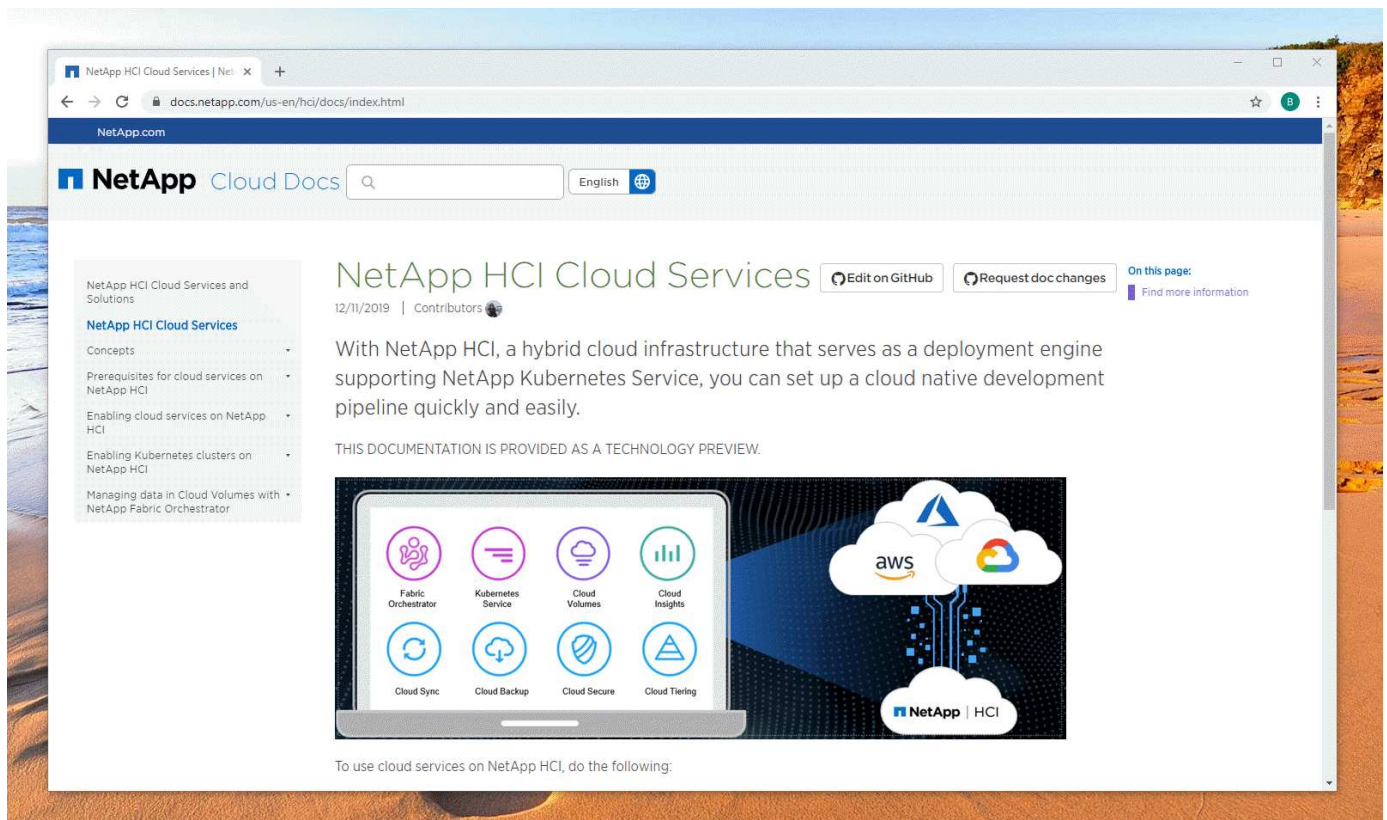 NetApp HCI Cloud Services | Net
docs.netapp.com/us-en/hci/docs/index.html
B
NetApp.com
NetApp Cloud Docs
English
NetApp HCI Cloud Services and
Solutions
NetApp HCI Cloud Services
Concepts
Prerequisites for cloud services on
NetApp HCI
Enabling cloud services on NetApp
HCI
Enabling Kubernetes clusters on
NetApp HCI
Managing data in Cloud Volumes with
NetApp Fabric Orchestrator
NetApp HCI Cloud Services
Edit on GitHub
Request doc changes
12/11/2019 | Contributors
With NetApp HCI, a hybrid cloud infrastructure that serves as a deployment engine
supporting NetApp Kubernetes Service, you can set up a cloud native development
pipeline quickly and easily.
THIS DOCUMENTATION IS PROVIDED AS A TECHNOLOGY PREVIEW.
Fabric
Orchestrator
Kubernetes
Service
Cloud
Volumes
Cloud
Insights
Cloud Sync
Cloud Backup
Cloud Secure
Cloud Tiering
aws
NetApp | HCI
To use cloud services on NetApp HCI, do the following:
On this page:
Find more information